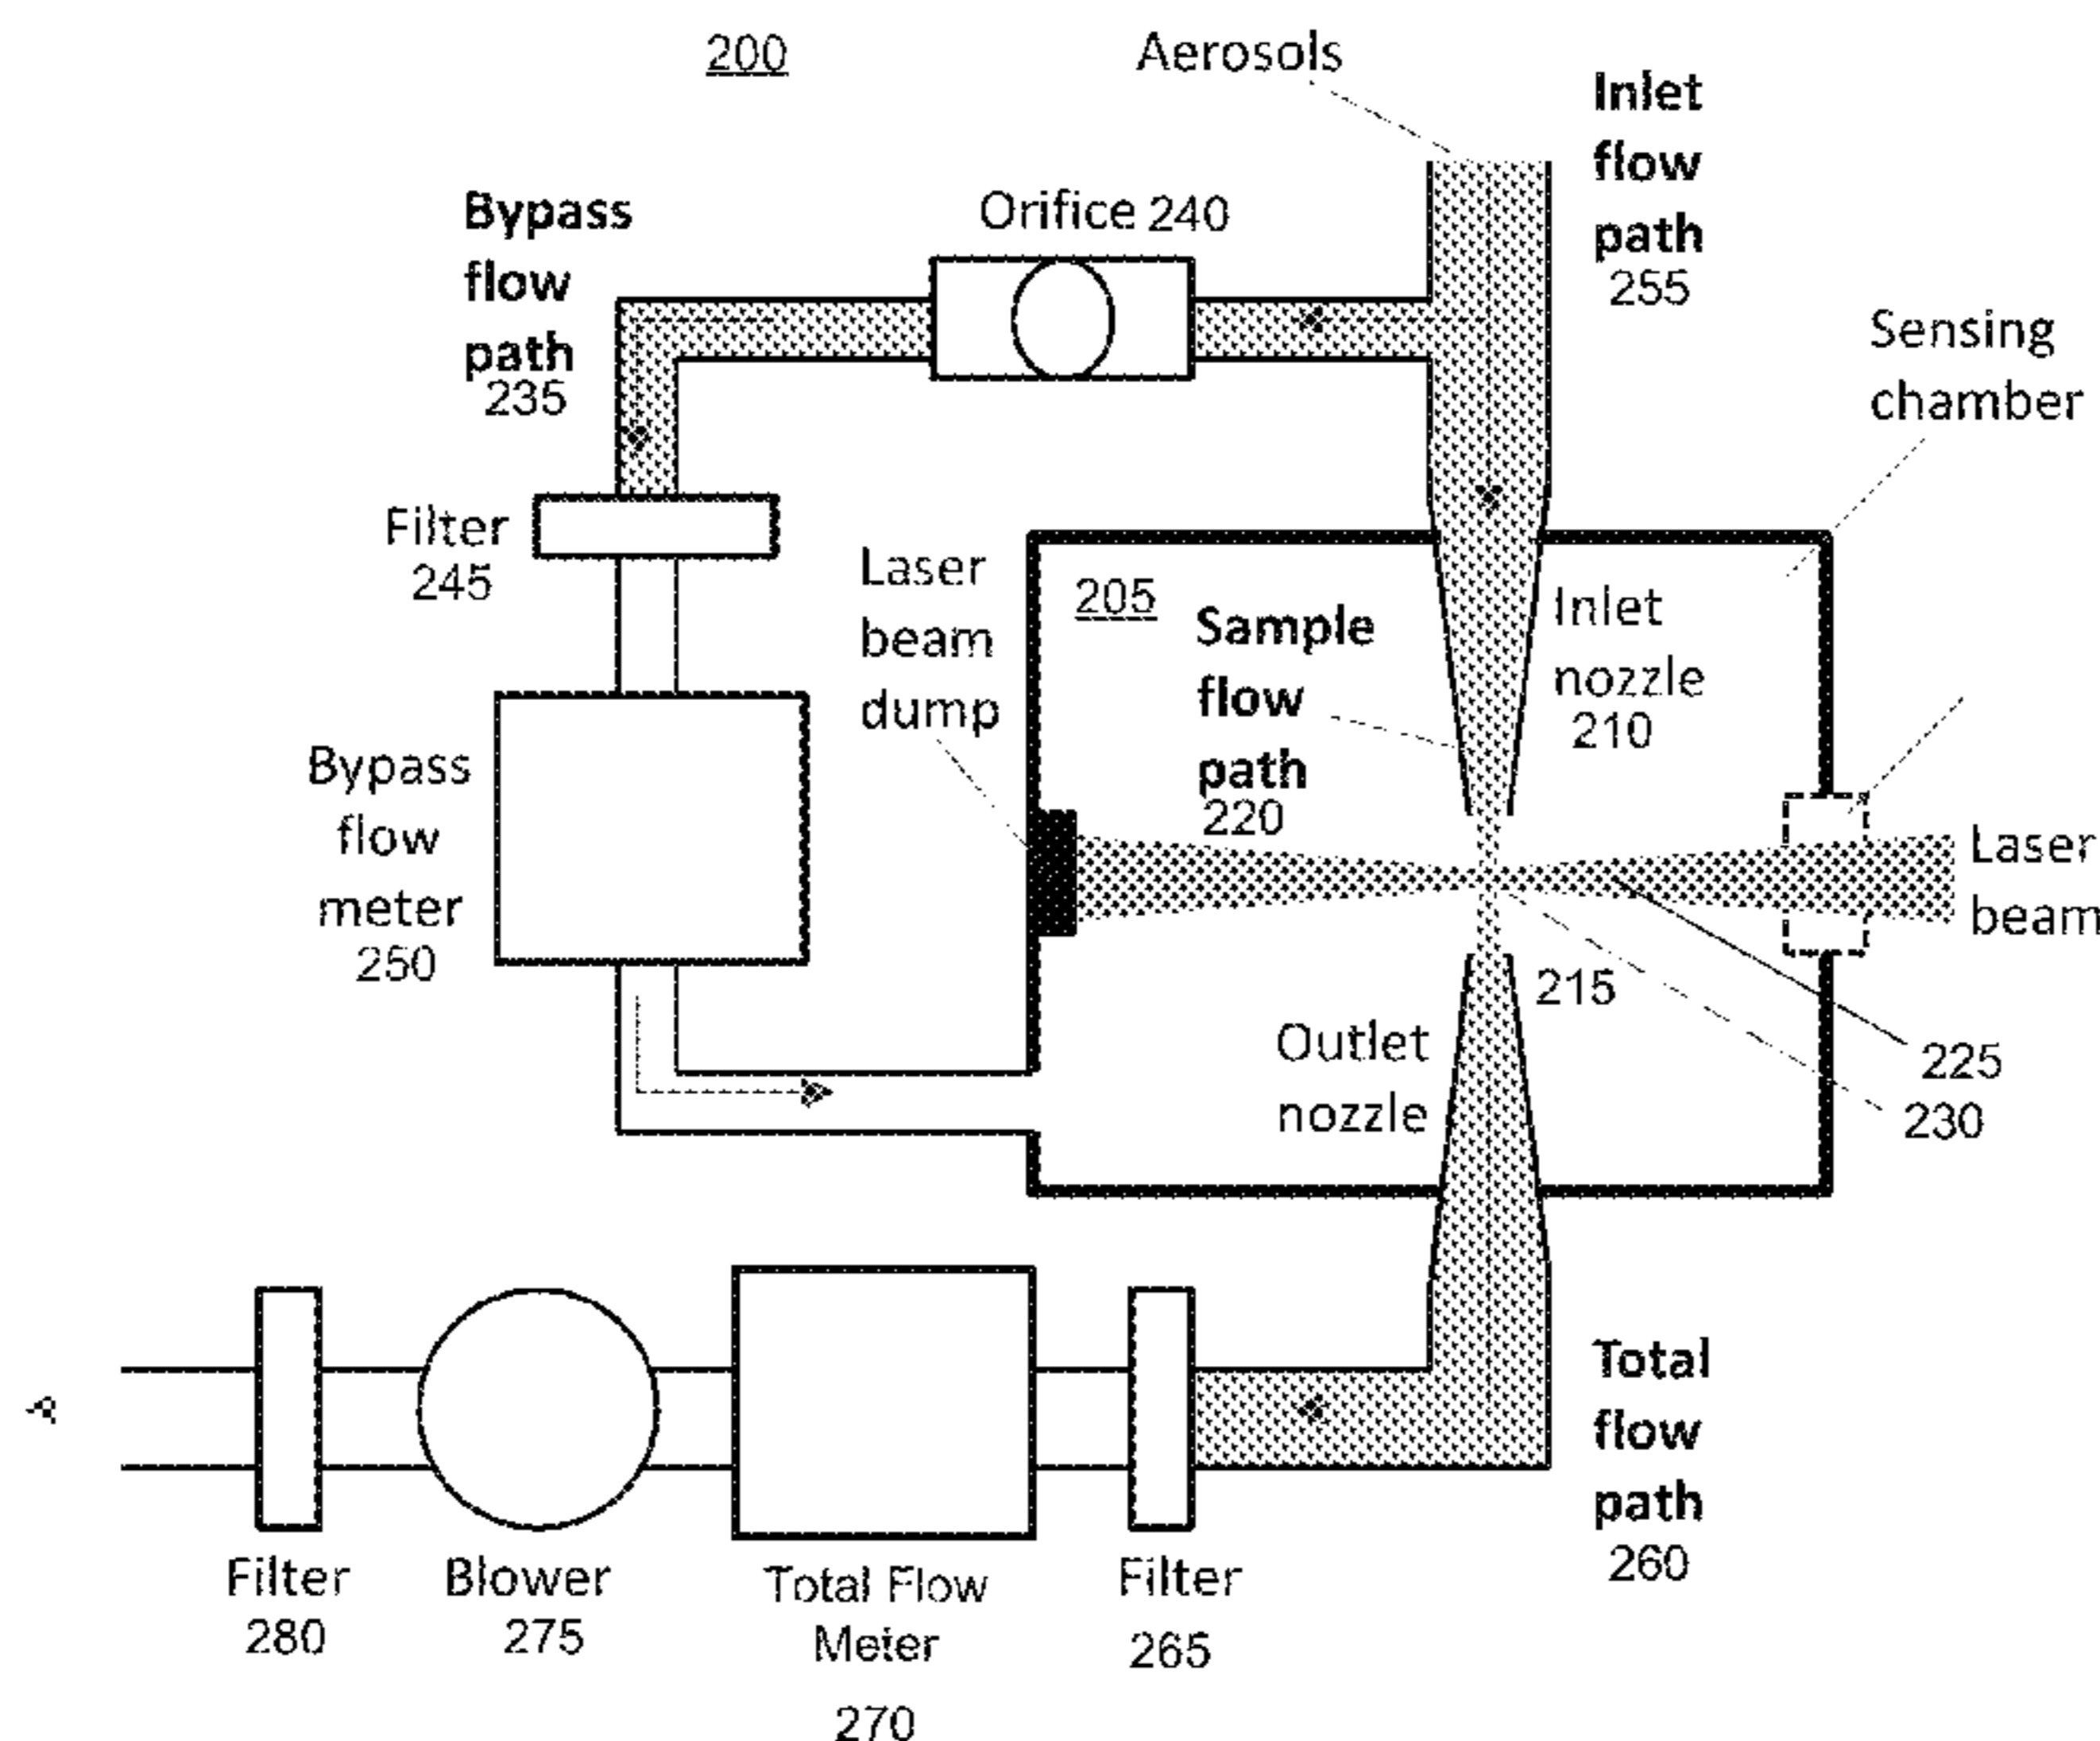 200
Aerosols
Inlet
flow
path
255
Bypass
flow
path
235
Orifice 240
Sensing
chamber
Filter
245
Laser
beam
dump
205
Sample
flow
path
220
Inlet
nozzle
210
Bypass
flow
meter
250
Laser
beam
215
225
230
Outlet
nozzle
Total
flow
path
260
Filter
280
Blower
275
Total Flow
Meter
270
Filter
265